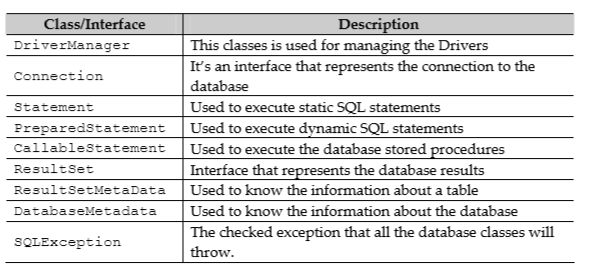 Class/Interface Description
DriverManager This classes is used for managing the Drivers
Connection It's an interface that represents the connection to the
database
Statement Used to execute static SQL statements
PreparedStatement Used to execute dynamic SQL statements
CallableStatement Used to execute the database stored procedures
ResultSet Interface that represents the database results
ResultSetMetaData Used to know the information about a table
DatabaseMetadata Used to know the information about the database
SQLException The checked exception that all the database classes will
throw.